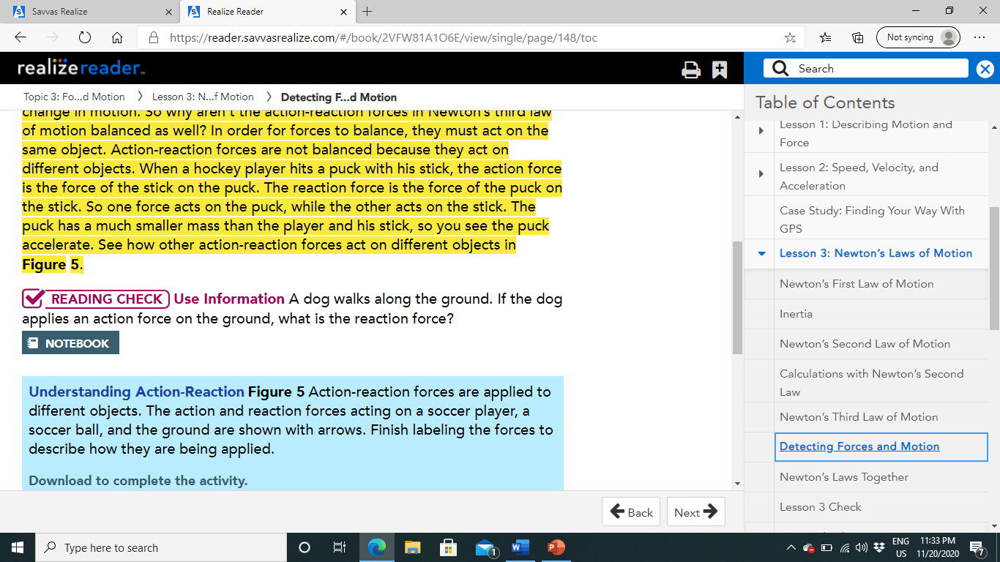 Savvas Realize
Realize Reader
https://reader.savvasrealize.com/#/book/2VFW81A1O6E/view/single/page/148/toc
Not syncing
realizereader™
Search
Topic 3: Fo...d Motion
Lesson 3: N...f Motion
Detecting F...d Motion
change in motion. So why aren't the action-reaction forces in Newton's third law
of motion balanced as well? In order for forces to balance, they must act on the
same object. Action-reaction forces are not balanced because they act on
different objects. When a hockey player hits a puck with his stick, the action force
is the force of the stick on the puck. The reaction force is the force of the puck on
the stick. So one force acts on the puck, while the other acts on the stick. The
puck has a much smaller mass than the player and his stick, so you see the puck
accelerate. See how other action-reaction forces act on different objects in
Figure 5.
READING CHECK Use Information A dog walks along the ground. If the dog
applies an action force on the ground, what is the reaction force?
NOTEBOOK
Understanding Action-Reaction Figure 5 Action-reaction forces are applied to
different objects. The action and reaction forces acting on a soccer player, a
soccer ball, and the ground are shown with arrows. Finish labeling the forces to
describe how they are being applied.
Download to complete the activity.
Back
Next
Table of Contents
Lesson 1: Describing Motion and
Force
Lesson 2: Speed, Velocity, and
Acceleration
Case Study: Finding Your Way With
GPS
Lesson 3: Newton's Laws of Motion
Newton's First Law of Motion
Inertia
Newton's Second Law of Motion
Calculations with Newton's Second
Law
Newton's Third Law of Motion
Detecting Forces and Motion
Newton's Laws Together
Lesson 3 Check
Type here to search
1
ENG
US
11:33 PM
11/20/2020
7